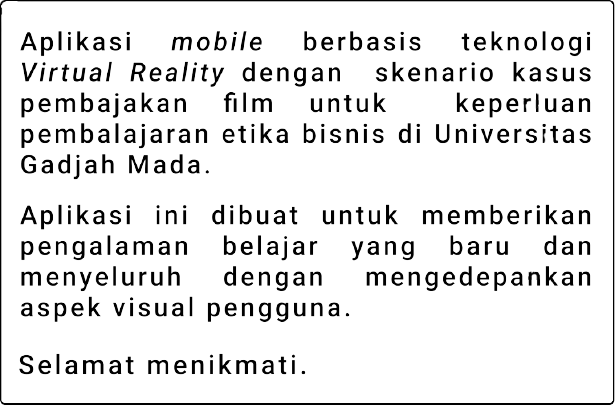 Aplikasi mobile berbasis teknologi
Virtual Reality dengan skenario kasus
pembajakan film untuk keperluan
pembalajaran etika bisnis di Universitas
Gadjah Mada.
Aplikasi ini dibuat untuk memberikan
pengalaman belajar yang baru dan
menyeluruh dengan mengedepankan
aspek visual pengguna.
Selamat menikmati.